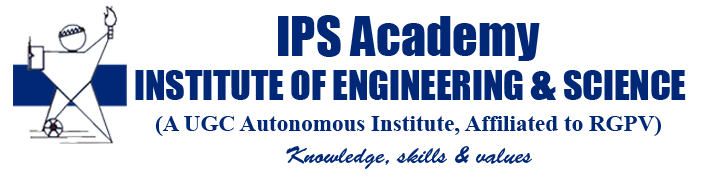 IPS Academy
INSTITUTE OF ENGINEERING & SCIENCE
(A UGC Autonomous Institute, Affiliated to RGPV)
Knowledge, skills & values